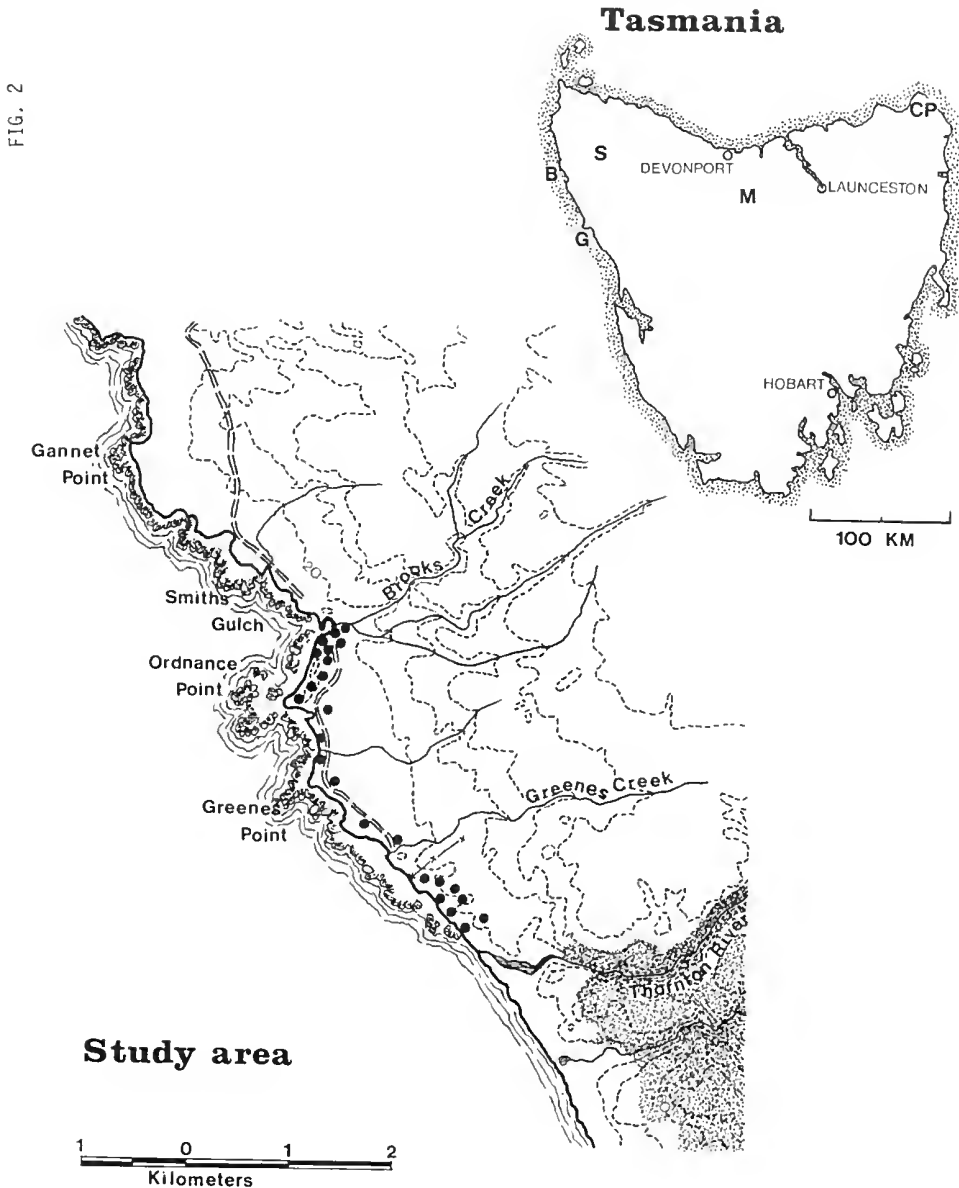 FIG. 2
Tasmania
CP
S
DEVONPORT
B
M
LAUNCESTON
G
HOBART
100 KM
Gannet
Point
Brooks Creek
20
Smiths
Gulch
Ordnance
Point
Greenes Creek
Greenes
Point
Thornton River
Study area
1 0 1 2
Kilometers